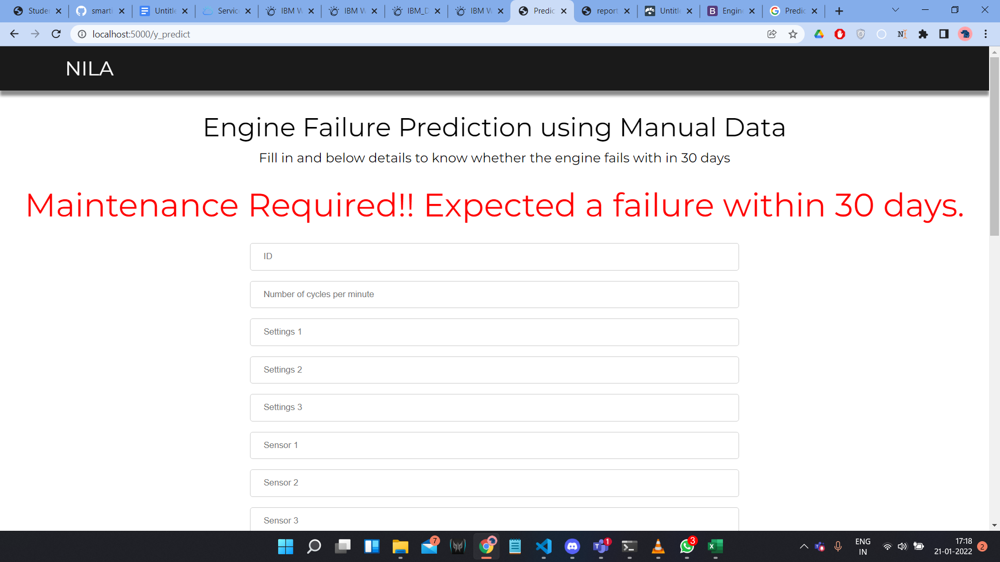 Studen
smarti
Untitle
Service
IBM W
IBM W
IBM_D
IBM W
Predic
report
Untitle
Engine
Predic
localhost:5000/y_predict
NILA
Engine Failure Prediction using Manual Data
Fill in and below details to know whether the engine fails with in 30 days
Maintenance Required!! Expected a failure within 30 days.
ID
Number of cycles per minute
Settings 1
Settings 2
Settings 3
Sensor 1
Sensor 2
Sensor 3
7
1
3
ENG
IN
17:18
21-01-2022
2